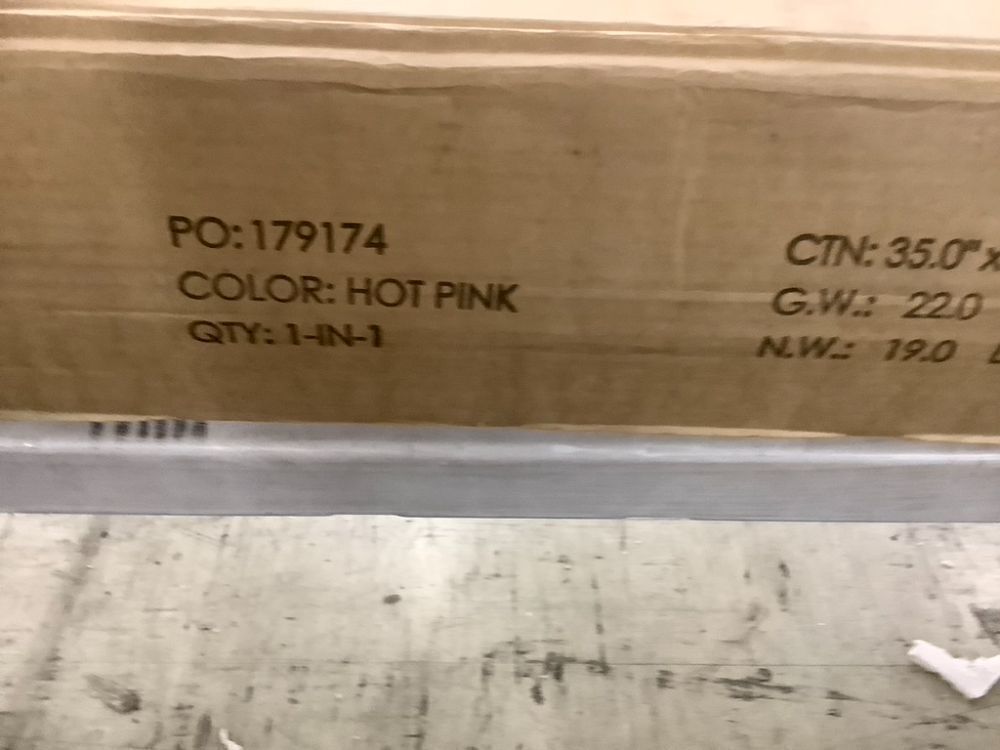 PO: 179174
COLOR: HOT PINK
QTY: 1-IN-1
CTN: 35.0" x
G.W.: 22.0
N.W.: 19.0